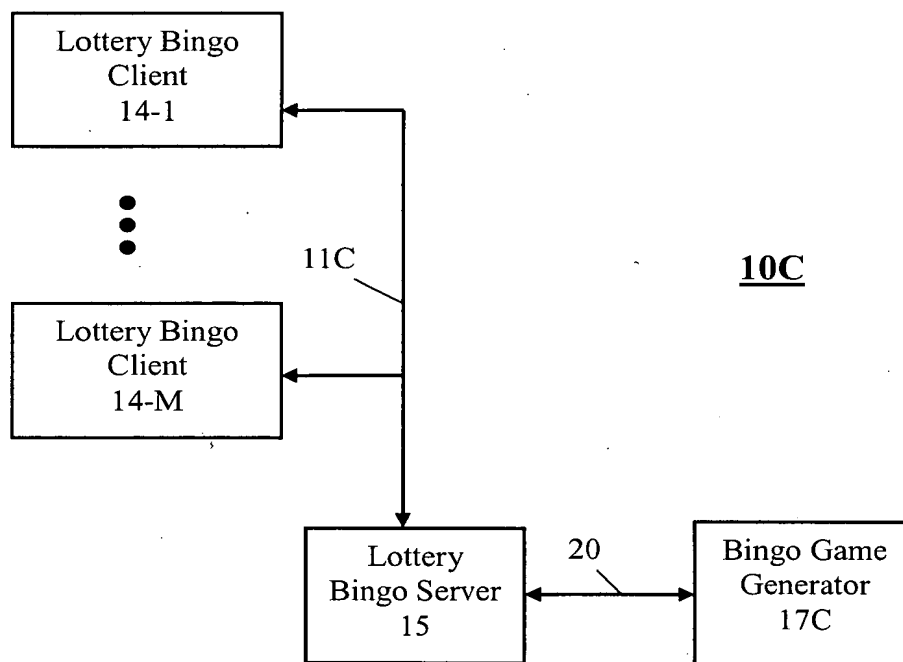 Lottery Bingo
Client
14-1
11C
10C
Lottery Bingo
Client
14-M
Lottery
Bingo Server
15
20
Bingo Game
Generator
17C